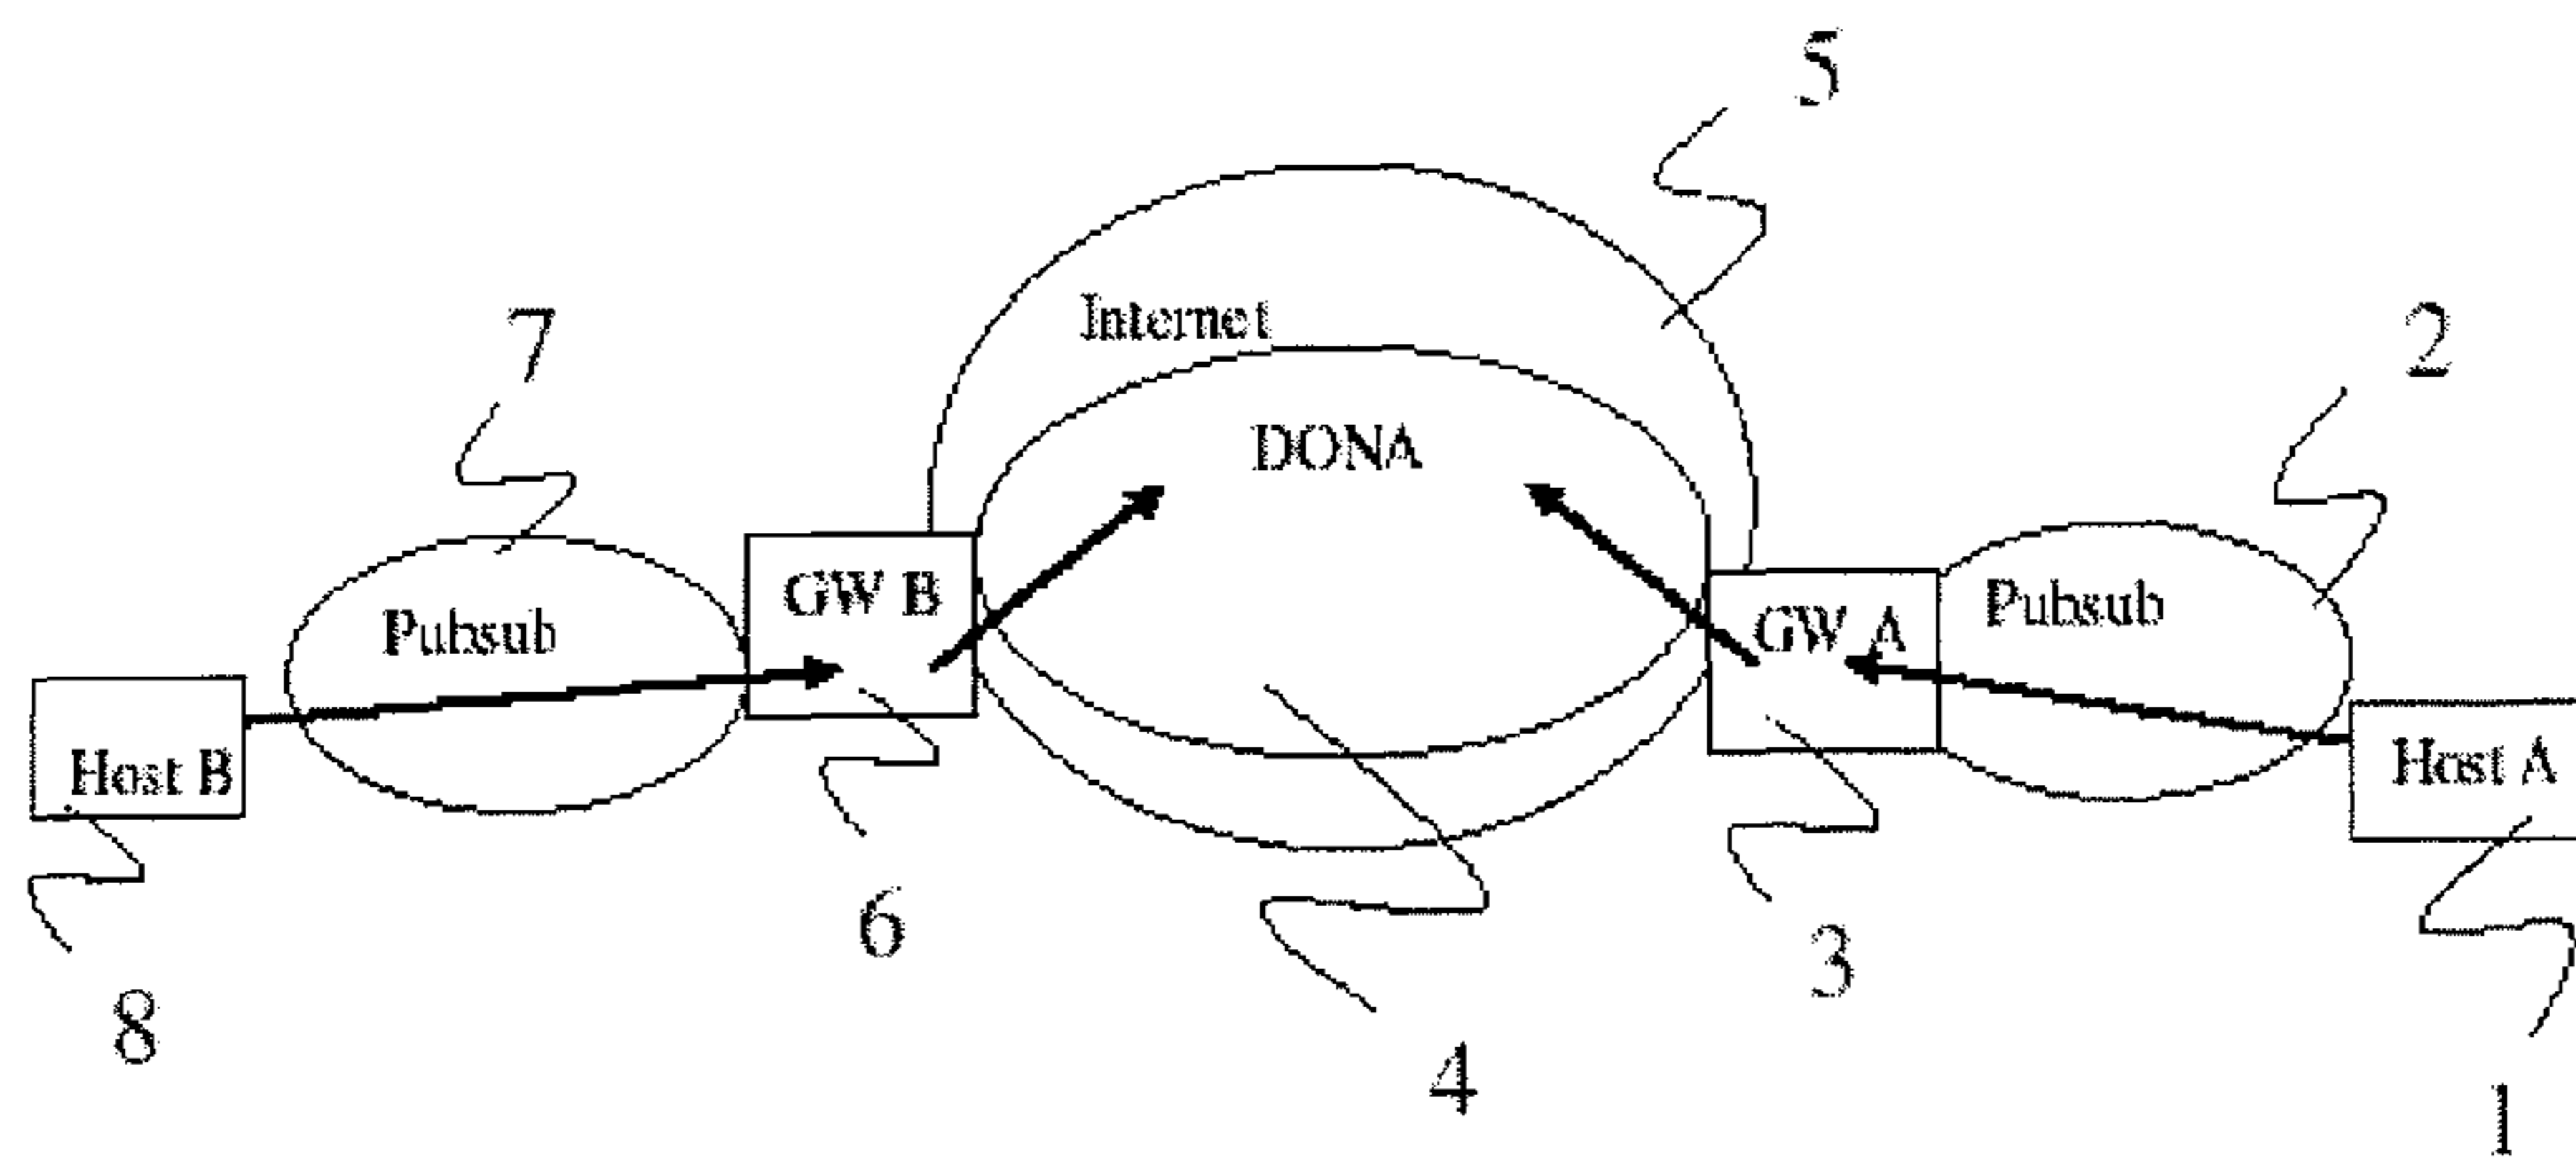 5
7
2
Internet
DONA
Pubsub
GW B
GW A
Pubsub
Host B
Host A
6
3
8
4
1